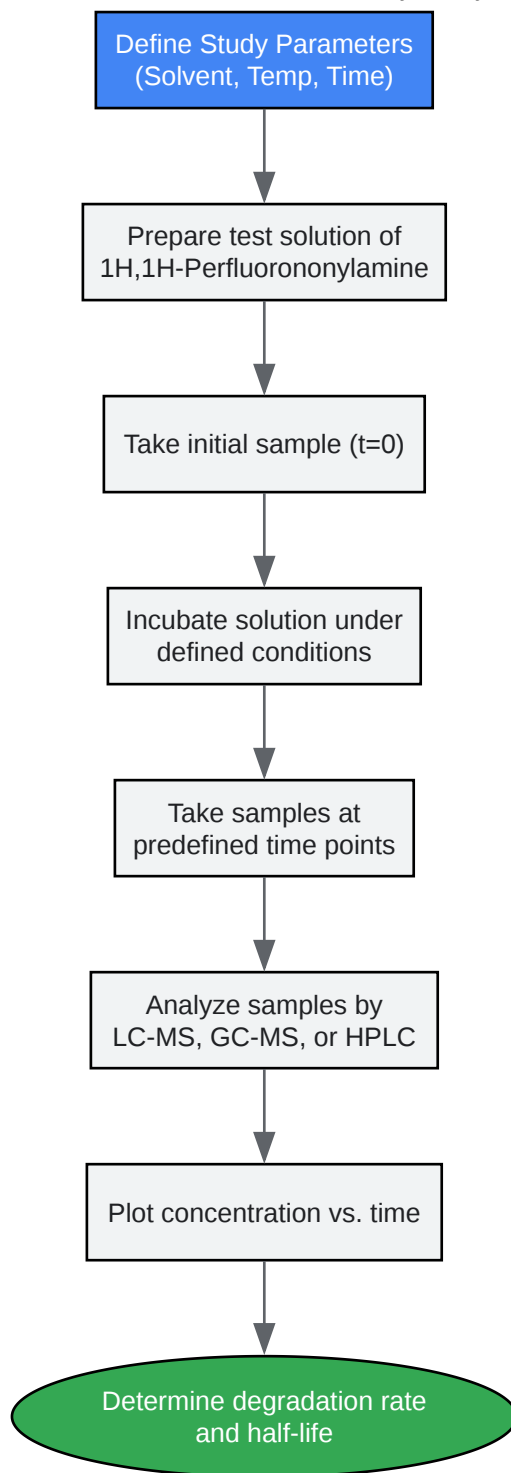 Define Study Parameters
(Solvent, Temp, Time)
Prepare test solution of
1H,1H-Perfluorononylamine
Take initial sample (t=0)
Incubate solution under
defined conditions
Take samples at
predefined time points
Analyze samples by
LC-MS, GC-MS, or HPLC
Plot concentration vs. time
Determine degradation rate
and half-life